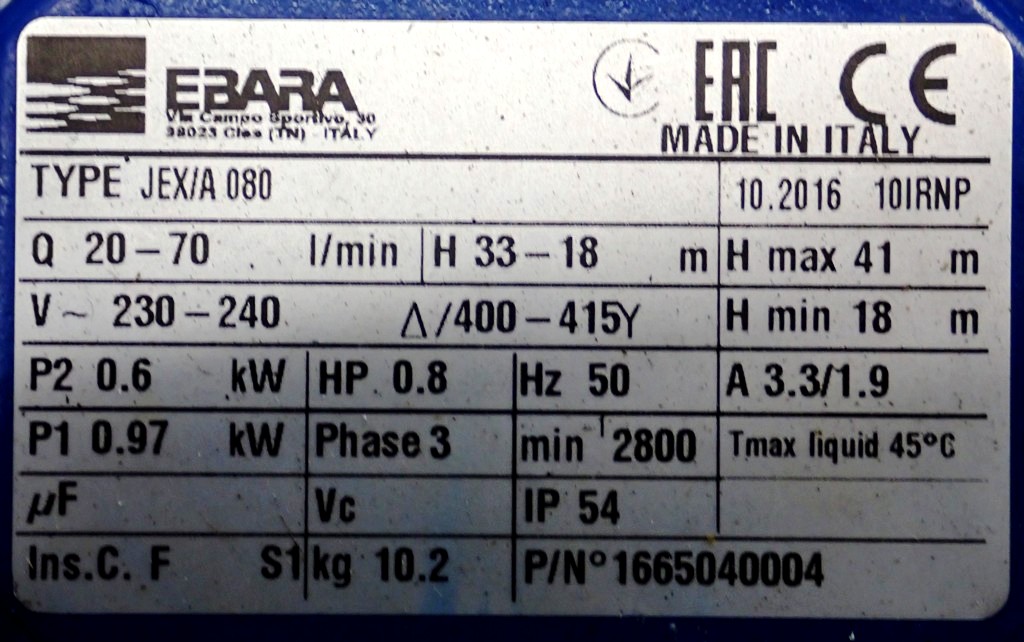 EBARA
Via Campo Sportivo, 30
38023 Cles (TN) - ITALY
EAC CE
MADE IN ITALY
TYPE JEX/A 080 10.2016 10IRNP
Q 20-70 l/min H 33-18 m H max 41 m
V ~ 230-240 Δ/400-415Y H min 18 m
P2 0.6 kW HP 0.8 Hz 50 A 3.3/1.9
P1 0.97 kW Phase 3 min⁻¹ 2800 Tmax liquid 45°C
µF Vc IP 54
Ins.C. F S1 kg 10.2 P/N° 1665040004